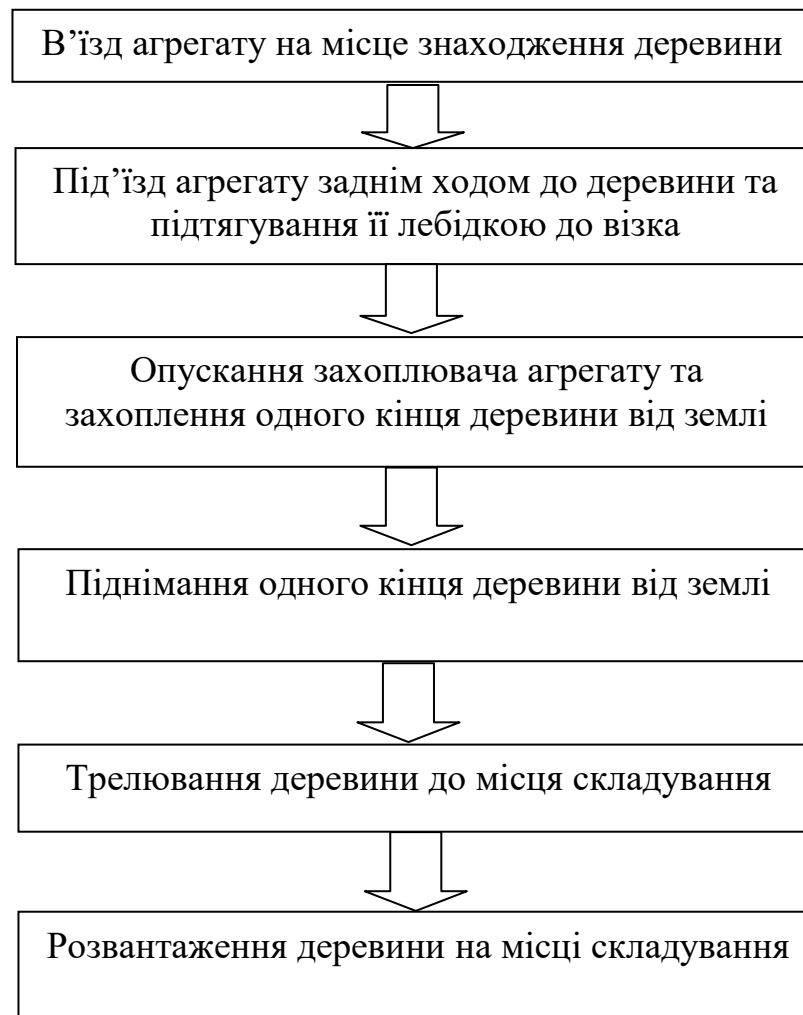 В’їзд агрегату на місце знаходження деревини
Під’їзд агрегату заднім ходом до деревини та
підтягування її лебідкою до візка
Опускання захоплювача агрегату та
захоплення одного кінця деревини від землі
Піднімання одного кінця деревини від землі
Трелювання деревини до місця складування
Розвантаження деревини на місці складування